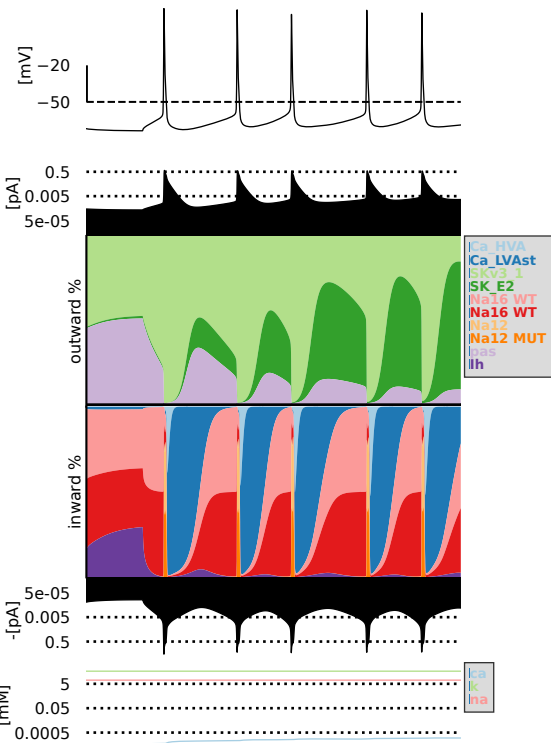 [mV]
−20
−50
[pA]
0.5
0.005
5e-05
outward %
Ca_HVA
Ca_LVAst
SKv3_1
SK_E2
Na16 WT
Na16 WT
Na12
Na12 MUT
pas
Ih
inward %
-[pA]
5e-05
0.005
0.5
[mM]
5
0.05
0.0005
ca
k
na